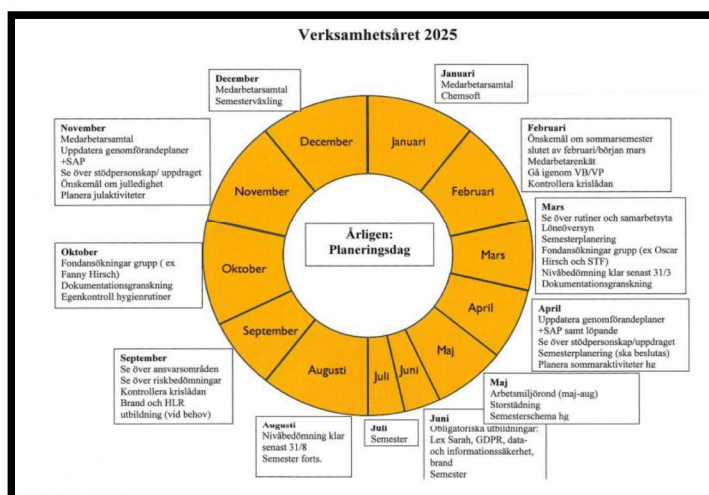 Verksamhetsåret 2025
Januari
Medarbetarsamtal
Chemsoft
Februari
Önskemål om sommarsemester
slutet av februari/början mars
Medarbetarenkät
Gå igenom VB/VP
Kontrollera krislådan
Mars
Se över rutiner och samarbetsyta
Löneöversyn
Semesterplanering
Fondansökningar grupp (ex Oscar
Hirsch och STF)
Nivåbedömning klar senast 31/3
Dokumentationsgranskning
April
Uppdatera genomförandeplaner
+SAP samt löpande
Se över stödpersonskap/uppdraget
Semesterplanering (ska beslutas)
Planera sommaraktiviteter hg
Maj
Arbetsmiljörond (maj-aug)
Storstädning
Semesterschema hg
Juni
Obligatoriska utbildningar:
Lex Sarah, GDPR, data-
och informationssäkerhet,
brand
Semester
Juli
Semester
Augusti
Nivåbedömning klar
senast 31/8
Semester forts.
September
Se över ansvarsområden
Se över riskbedömningar
Kontrollera krislådan
Brand och HLR
utbildning (vid behov)
Oktober
Fondansökningar grupp ( ex
Fanny Hirsch)
Dokumentationsgranskning
Egenkontroll hygienrutiner
November
Medarbetarsamtal
Uppdatera genomförandeplaner
+SAP
Se över stödpersonskap/ uppdraget
Önskemål om julledighet
Planera julaktiviteter
December
Medarbetarsamtal
Semesterväxling
Januari
Februari
Mars
April
Maj
Juni
Juli
Augusti
September
Oktober
November
December
Årligen:
Planeringsdag